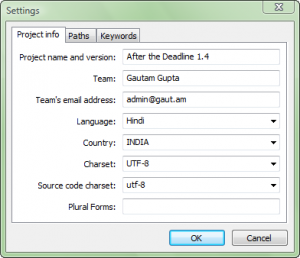 Settings
Project info Paths Keywords
Project name and version: After the Deadline 1.4
Team: Gautam Gupta
Team's email address: admin@gaut.am
Language: Hindi
Country: INDIA
Charset: UTF-8
Source code charset: utf-8
Plural Forms:
OK Cancel